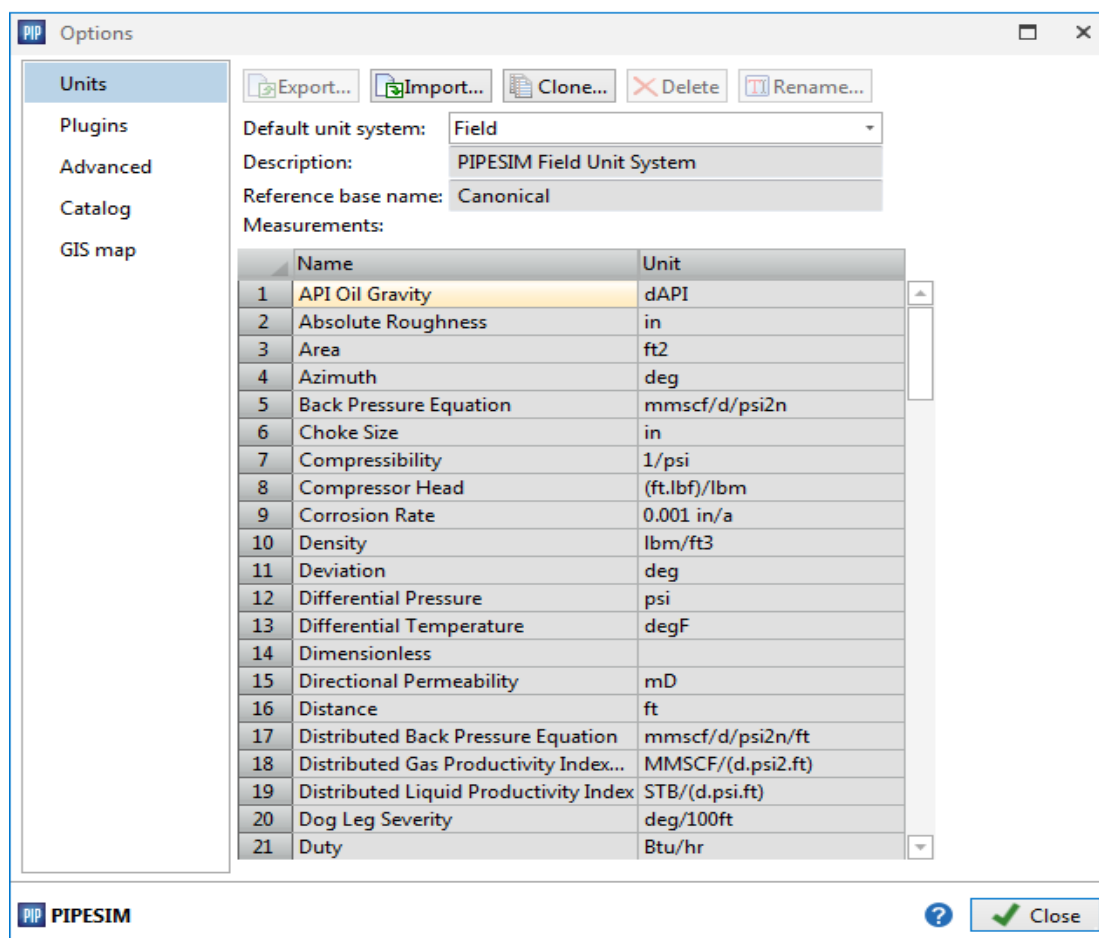 PIP Options
Units
Plugins
Advanced
Catalog
GIS map
Export... Import... Clone... Delete TI Rename...
Default unit system: Field
Description: PIPESIM Field Unit System
Reference base name: Canonical
Measurements:
Name Unit
1 API Oil Gravity dAPI
2 Absolute Roughness in
3 Area ft2
4 Azimuth deg
5 Back Pressure Equation mmscf/d/psi2n
6 Choke Size in
7 Compressibility 1/psi
8 Compressor Head (ft.lbf)/lbm
9 Corrosion Rate 0.001 in/a
10 Density lbm/ft3
11 Deviation deg
12 Differential Pressure psi
13 Differential Temperature degF
14 Dimensionless
15 Directional Permeability mD
16 Distance ft
17 Distributed Back Pressure Equation mmscf/d/psi2n/ft
18 Distributed Gas Productivity Index... MMSCF/(d.psi2.ft)
19 Distributed Liquid Productivity Index STB/(d.psi.ft)
20 Dog Leg Severity deg/100ft
21 Duty Btu/hr
PIP PIPESIM ? Close